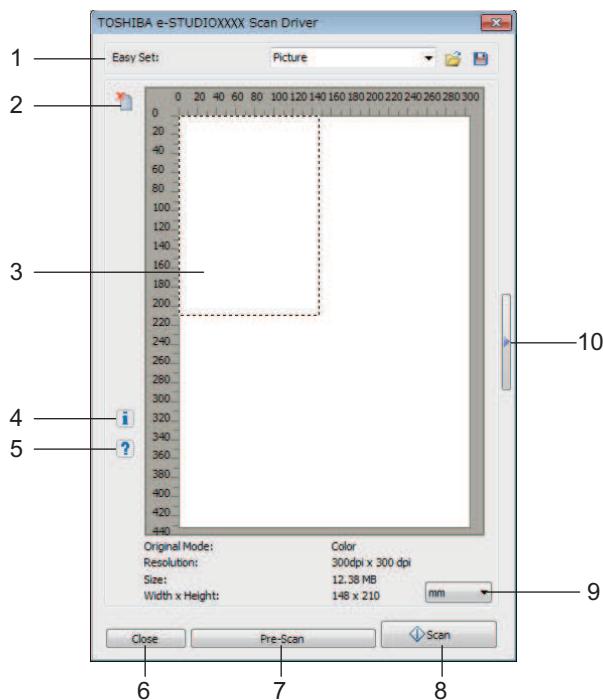 TOSHIBA e-STUDIOXXXX Scan Driver
1
Easy Set: Picture
2
0 20 40 60 80 100 120 140 160 180 200 220 240 260 280 300
0
20
40
60
80
100
120
140
3
160
180
200
220
240
260
280
300
10
4
i
320
340
5
?
360
380
400
420
440
Original Mode: Color
Resolution: 300dpi x 300 dpi
Size: 12.38 MB
Width x Height: 148 x 210
mm
9
Close Pre-Scan Scan
6 7 8